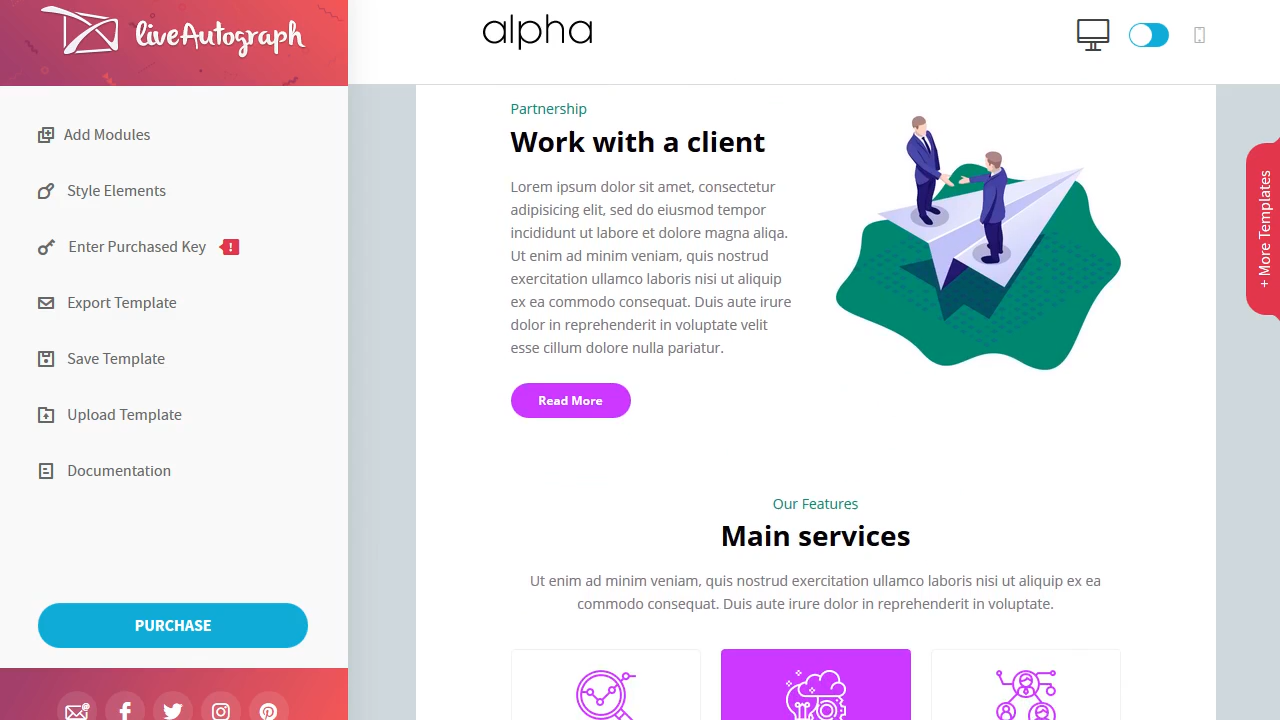 liveAutograph
Add Modules
Style Elements
Enter Purchased Key !
Export Template
Save Template
Upload Template
Documentation
PURCHASE
alpha
Partnership
Work with a client
Lorem ipsum dolor sit amet, consectetur
adipisicing elit, sed do eiusmod tempor
incididunt ut labore et dolore magna aliqa.
Ut enim ad minim veniam, quis nostrud
exercitation ullamco laboris nisi ut aliquip
ex ea commodo consequat. Duis aute irure
dolor in reprehenderit in voluptate velit
esse cillum dolore nulla pariatur.
Read More
Our Features
Main services
Ut enim ad minim veniam, quis nostrud exercitation ullamco laboris nisi ut aliquip ex ea
commodo consequat. Duis aute irure dolor in reprehenderit in voluptate.
+ More Templates